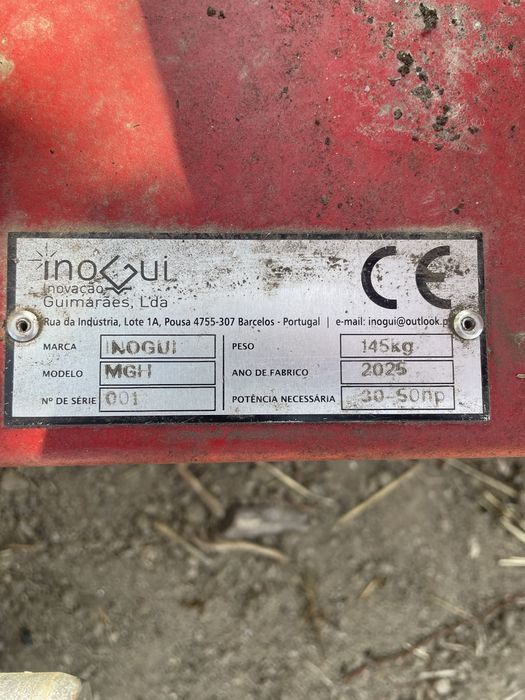 inoGui
Inovação
Guimarães, Lda
CE
Rua da Indústria, Lote 1A, Pousa 4755-307 Barcelos - Portugal | e-mail: inogui@outlook.p
MARCA INOGUI PESO 145kg
MODELO MGH ANO DE FABRICO 2025
Nº DE SÉRIE 001 POTÊNCIA NECESSÁRIA 30-50hp